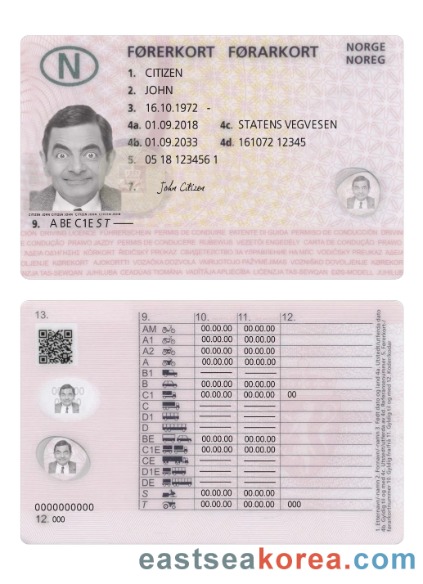 N
FØRERKORT FØRARKORT
NORGE
NOREG
1. CITIZEN
2. JOHN
3. 16.10.1972 -
4a. 01.09.2018 4c. STATENS VEGVESEN
4b. 01.09.2033 4d. 161072 12345
5. 05 18 123456 1
7. John Citizen
9. A BE C1E S T
13.
9. 10. 11. 12.
AM 00.00.00 00.00.00
A1 00.00.00 00.00.00
A2 00.00.00 00.00.00
A 00.00.00 00.00.00
B1
B 00.00.00 00.00.00
C1 00.00.00 00.00.00 00
C
D1
D
BE 00.00.00 00.00.00
C1E 00.00.00 00.00.00
CE
D1E
DE
S 00.00.00 00.00.00
T 00.00.00 00.00.00 000
0000000000
12. 000
eastseakorea.com